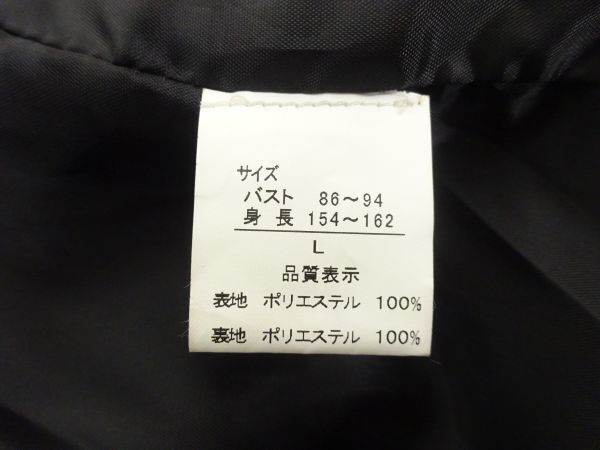 サイズ
バスト 86～94
身長 154～162
L
品質表示
表地 ポリエステル 100%
裏地 ポリエステル 100%